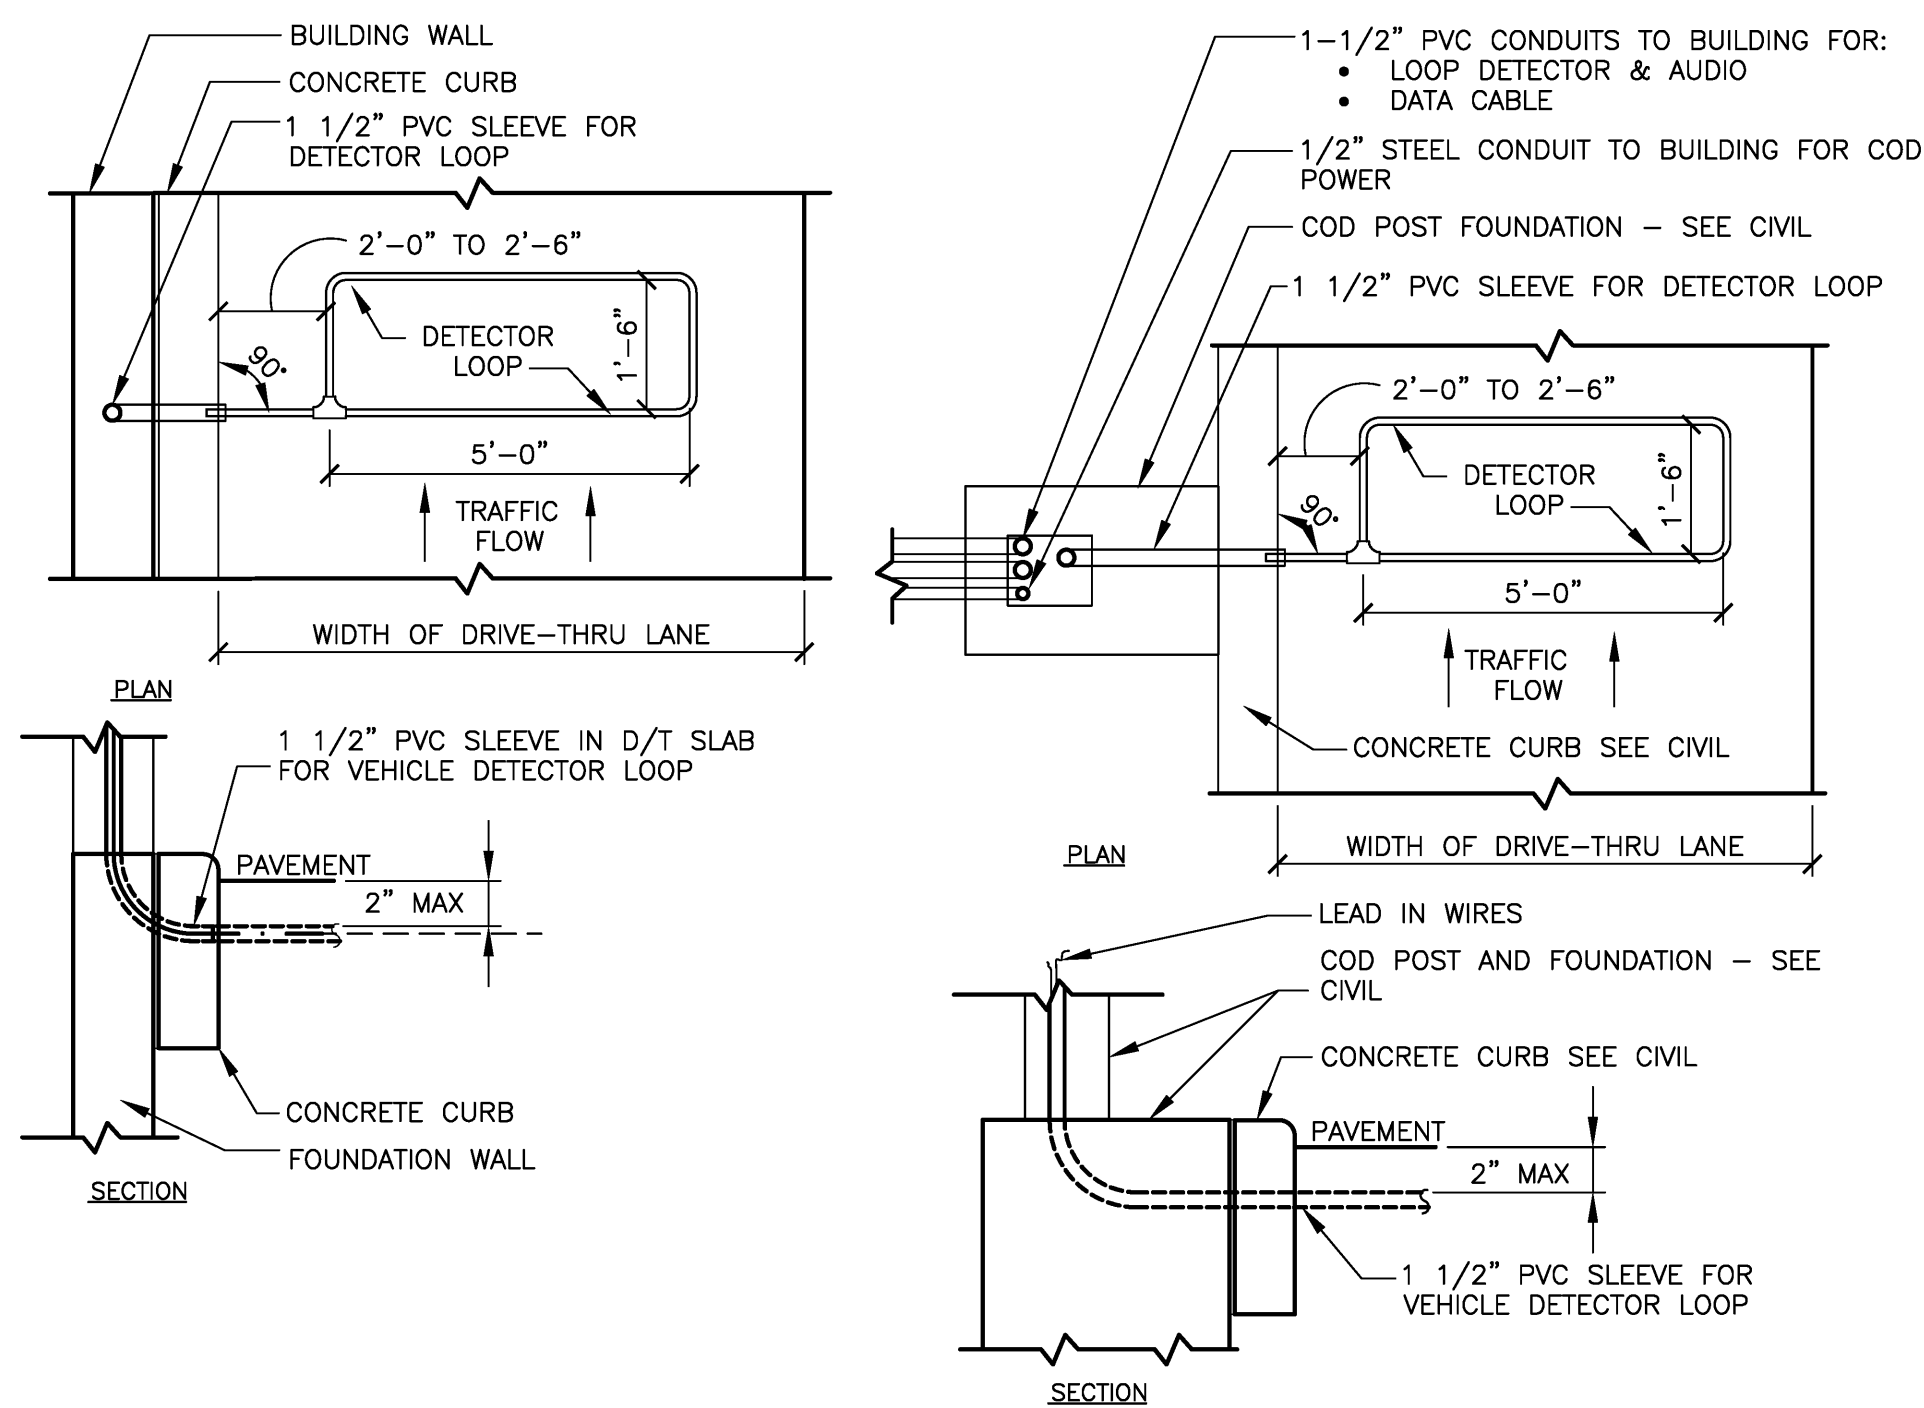 BUILDING WALL
CONCRETE CURB
1 1/2” PVC SLEEVE FOR
DETECTOR LOOP
2’-0” TO 2’-6”
DETECTOR
LOOP
1’-6”
90°
5’-0”
TRAFFIC
FLOW
WIDTH OF DRIVE-THRU LANE
PLAN
1 1/2” PVC SLEEVE IN D/T SLAB
FOR VEHICLE DETECTOR LOOP
PAVEMENT
2” MAX
CONCRETE CURB
FOUNDATION WALL
SECTION
1-1/2” PVC CONDUITS TO BUILDING FOR:
• LOOP DETECTOR & AUDIO
• DATA CABLE
1/2” STEEL CONDUIT TO BUILDING FOR COD
POWER
COD POST FOUNDATION - SEE CIVIL
1 1/2” PVC SLEEVE FOR DETECTOR LOOP
2’-0” TO 2’-6”
DETECTOR
LOOP
1’-6”
90°
5’-0”
TRAFFIC
FLOW
CONCRETE CURB SEE CIVIL
WIDTH OF DRIVE-THRU LANE
PLAN
LEAD IN WIRES
COD POST AND FOUNDATION - SEE
CIVIL
CONCRETE CURB SEE CIVIL
PAVEMENT
2” MAX
1 1/2” PVC SLEEVE FOR
VEHICLE DETECTOR LOOP
SECTION